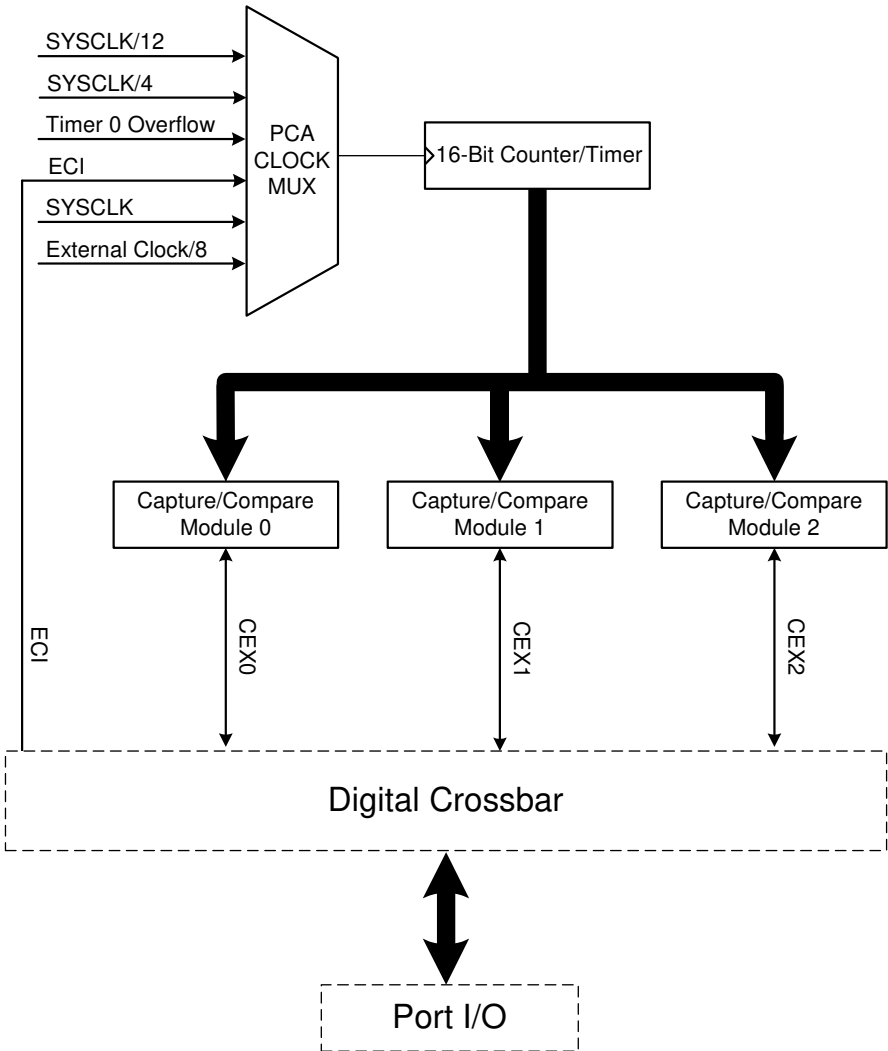 SYSCLK/12
SYSCLK/4
Timer 0 Overflow
ECI
SYSCLK
External Clock/8
PCA
CLOCK
MUX
16-Bit Counter/Timer
Capture/Compare
Module 0
Capture/Compare
Module 1
Capture/Compare
Module 2
ECI
CEX0
CEX1
CEX2
Digital Crossbar
Port I/O